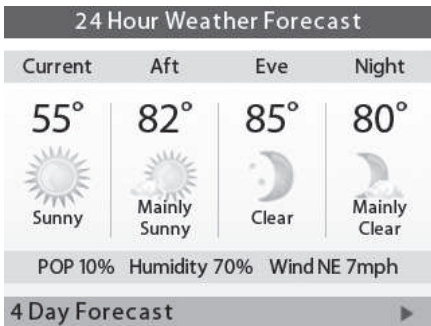 24 Hour Weather Forecast
Current Aft Eve Night
55° 82° 85° 80°
Sunny Mainly Sunny Clear Mainly Clear
POP 10% Humidity 70% Wind NE 7mph
4 Day Forecast